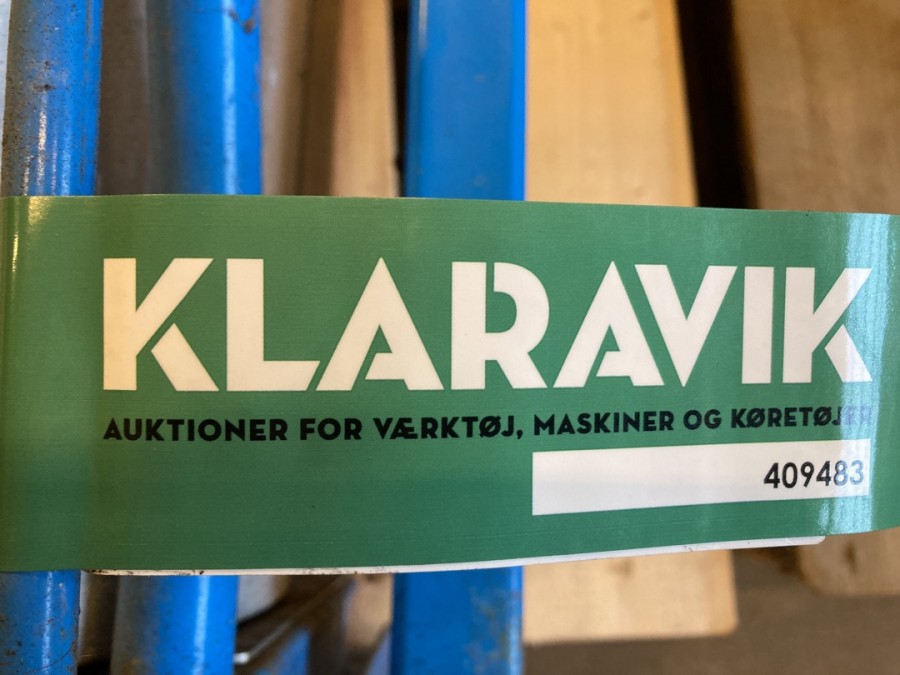 KLARAVIK
AUKTIONER FOR VÆRKTØJ, MASKINER OG KØRETØJER
409483